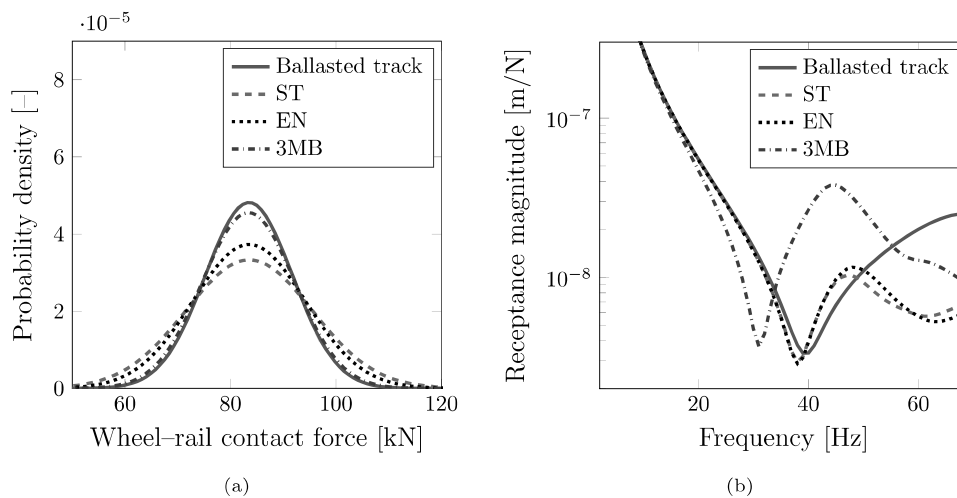 ·10⁻⁵
8
6
4
2
0
60
80
100
120
Probability density [–]
Wheel–rail contact force [kN]
Ballasted track
ST
EN
3MB
(a)
10⁻⁷
10⁻⁸
20
40
60
Receptance magnitude [m/N]
Frequency [Hz]
Ballasted track
ST
EN
3MB
(b)